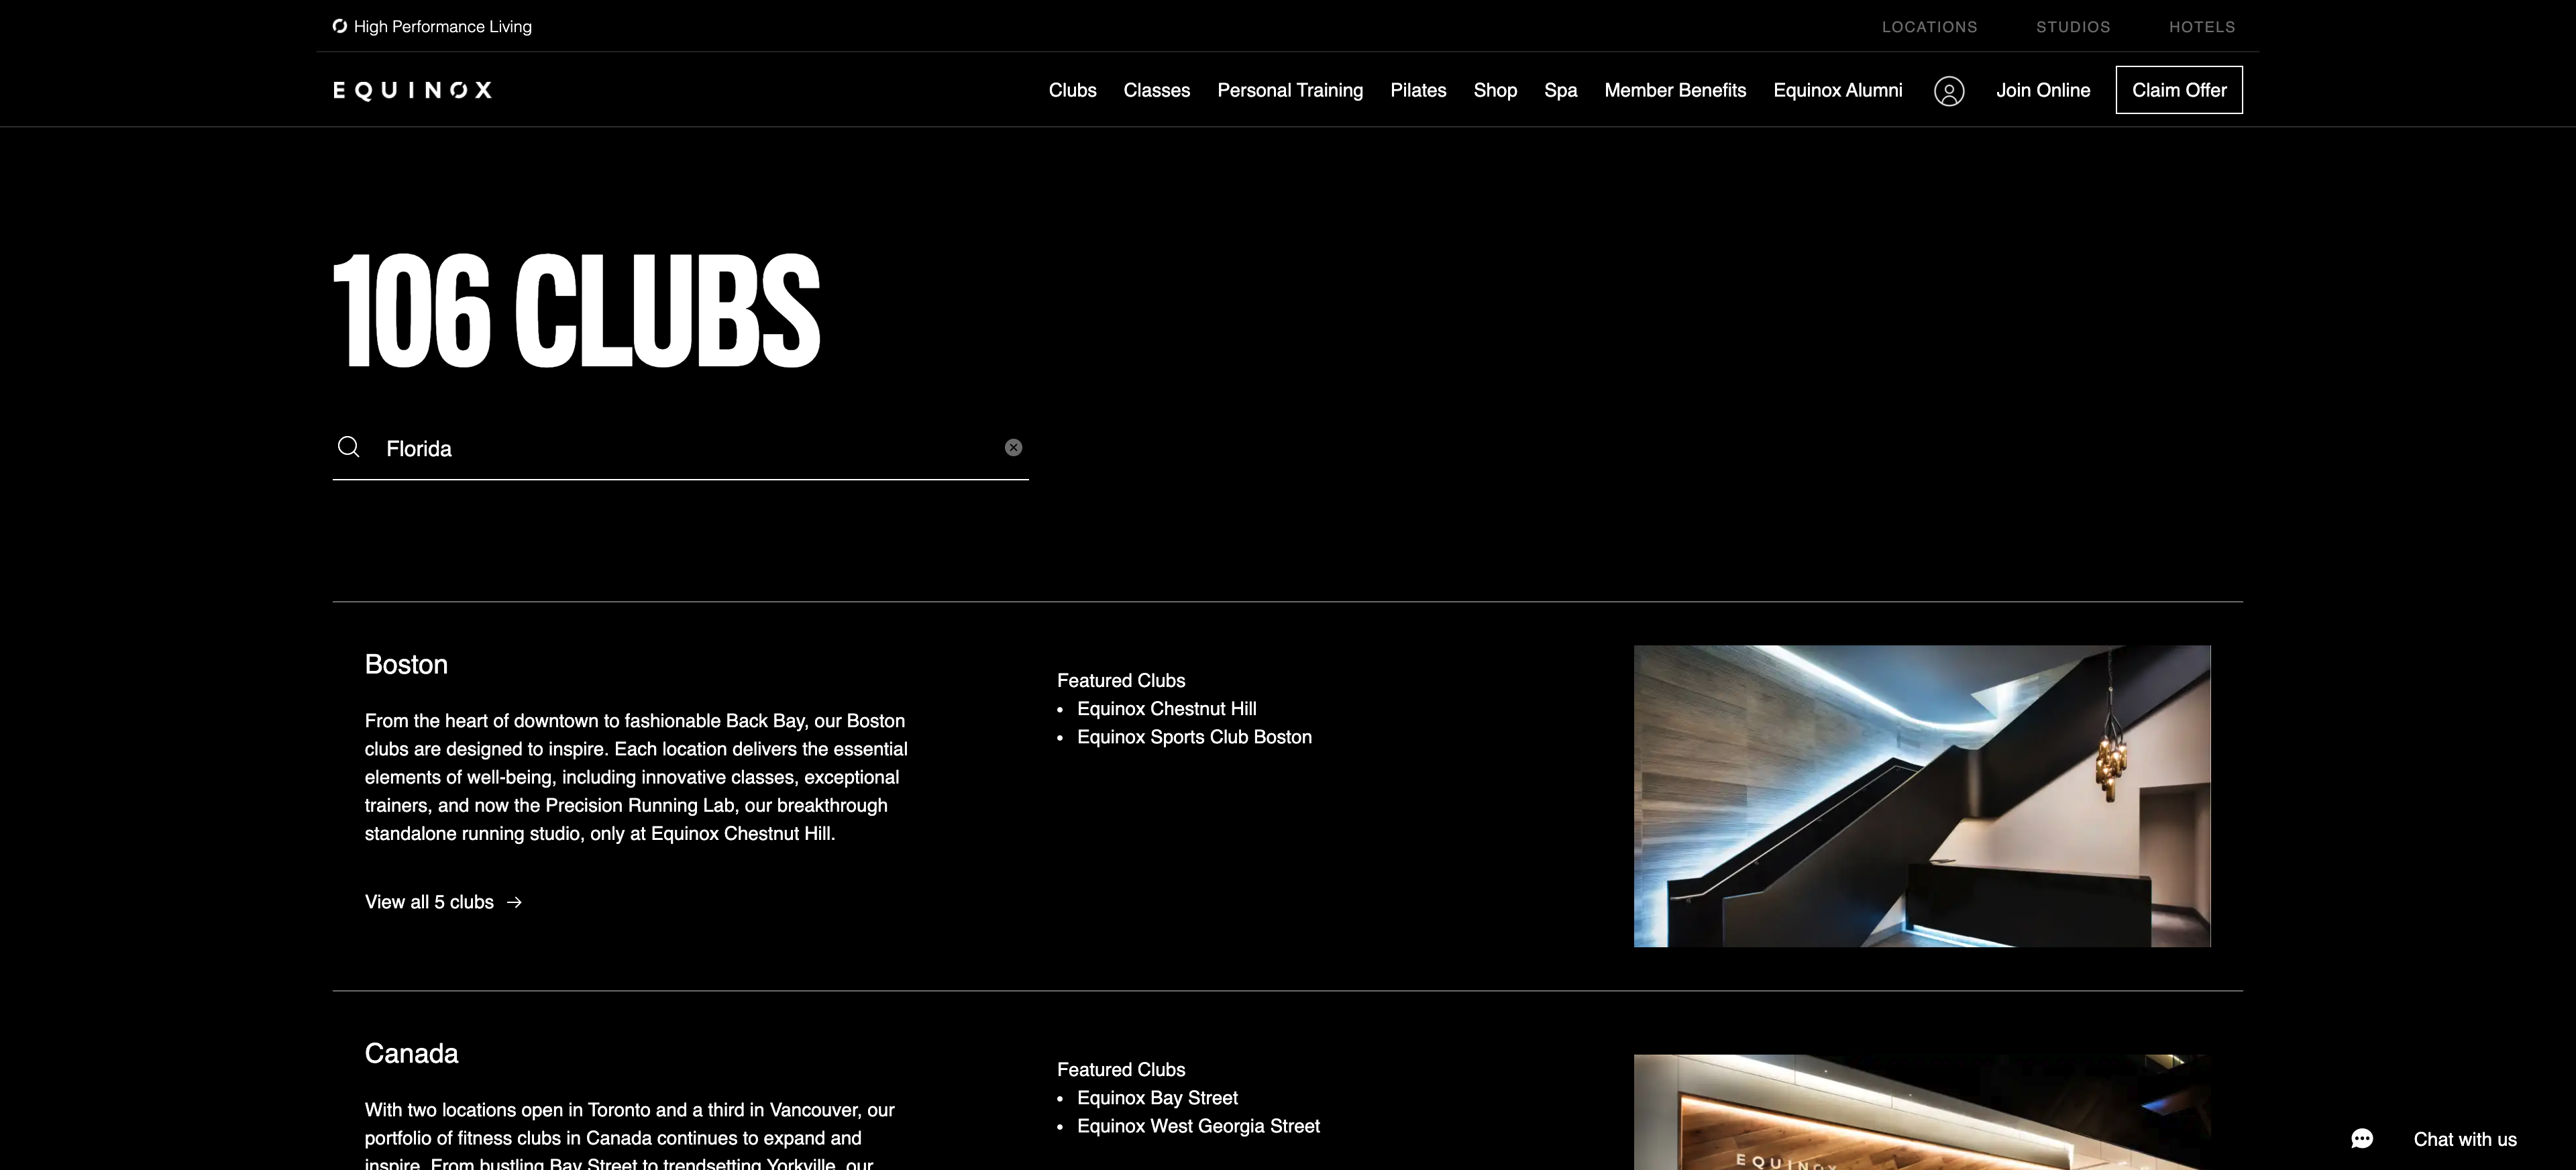 High Performance Living
LOCATIONS STUDIOS HOTELS
EQUINOX
Clubs Classes Personal Training Pilates Shop Spa Member Benefits Equinox Alumni Join Online Claim Offer
106 CLUBS
Florida
Boston
From the heart of downtown to fashionable Back Bay, our Boston
clubs are designed to inspire. Each location delivers the essential
elements of well-being, including innovative classes, exceptional
trainers, and now the Precision Running Lab, our breakthrough
standalone running studio, only at Equinox Chestnut Hill.
View all 5 clubs →
Featured Clubs
• Equinox Chestnut Hill
• Equinox Sports Club Boston
Canada
With two locations open in Toronto and a third in Vancouver, our
portfolio of fitness clubs in Canada continues to expand and
inspire. From bustling Bay Street to trendsetting Yorkville, our
Featured Clubs
• Equinox Bay Street
• Equinox West Georgia Street
EQUINOX
Chat with us